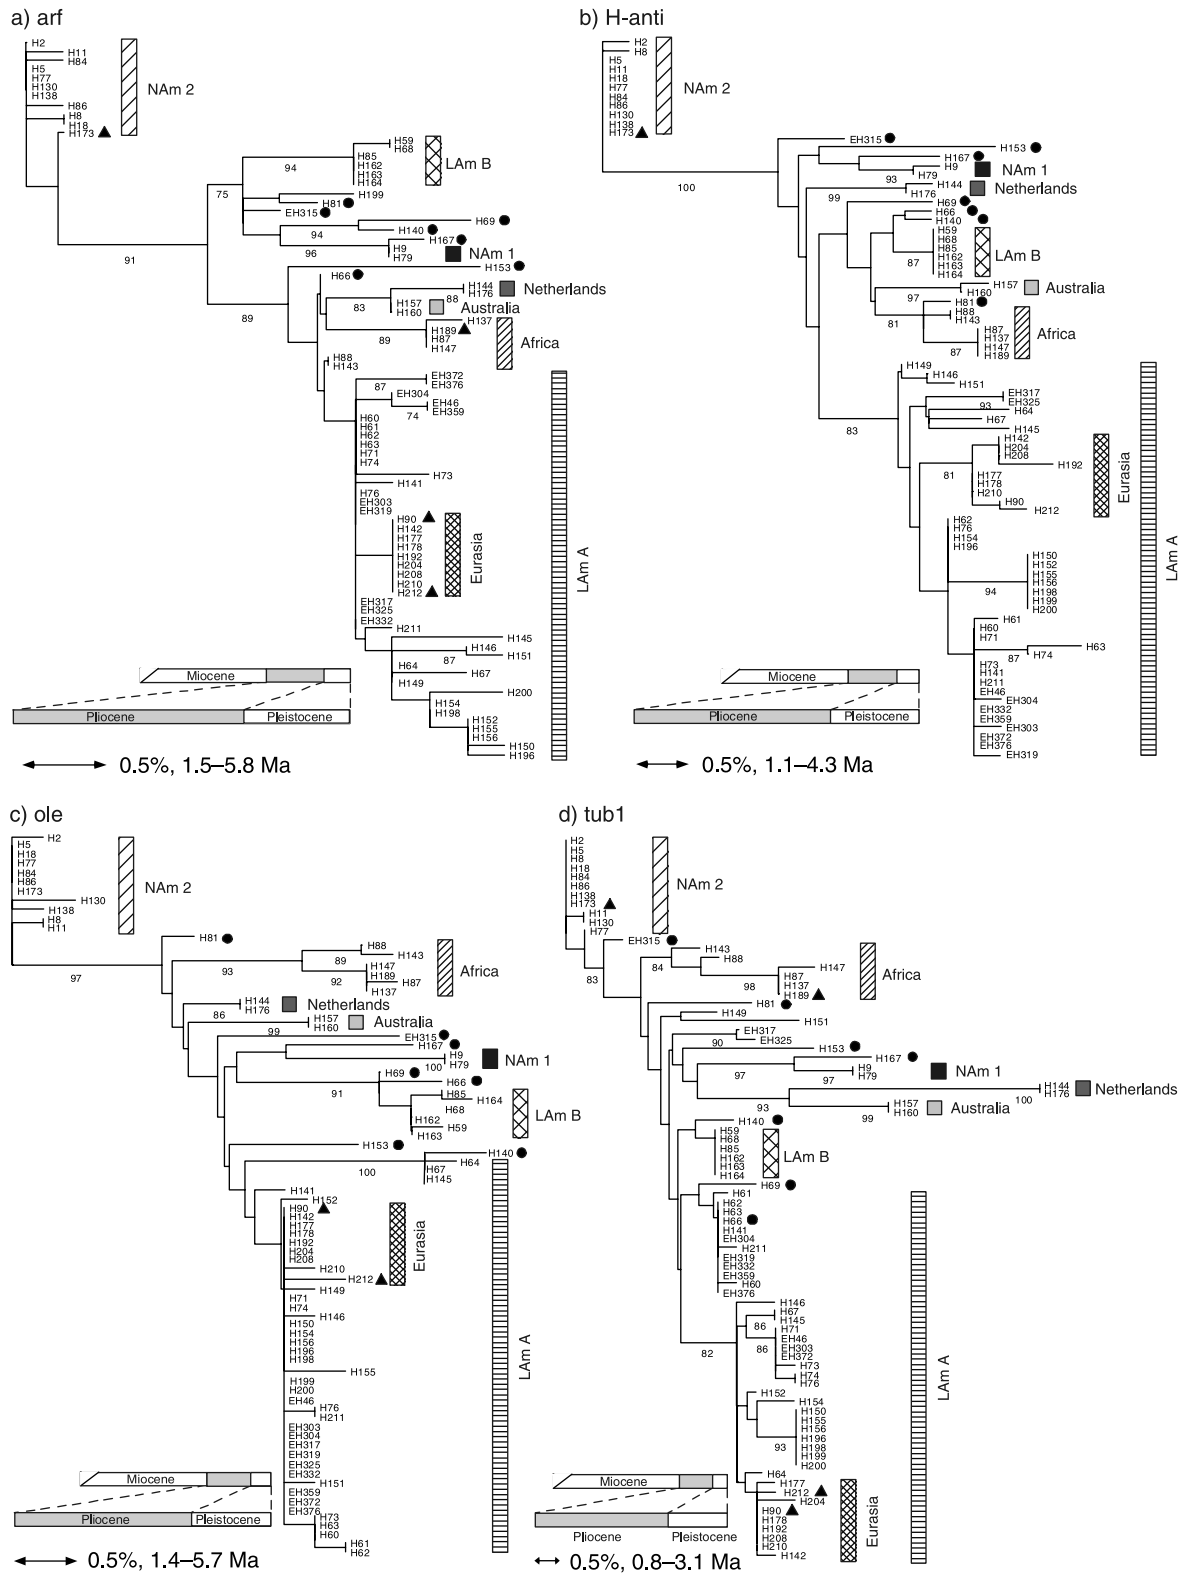 a) arf
H2
H11
H84
H5
H77
H130
H138
H86
H8
H18
H173
NAm 2
91
H59
H68
94
H85
H162
H163
H164
LAm B
75
H199
H81
EH315
H69
94
H140
H167
96
H9
H79
NAm 1
H153
H66
89
H144
88
H176
Netherlands
83
H157
H160
Australia
H137
H189
89
H87
H147
Africa
H88
H143
EH372
87
EH376
EH304
EH46
74
EH359
H60
H61
H62
H63
H71
H74
H73
H141
H76
EH303
EH319
H90
H142
H177
H178
H192
H204
H208
H210
H212
Eurasia
EH317
EH325
EH332
H211
H145
H146
87
H151
H64
H67
H149
H200
H154
H198
H152
H155
H156
H150
H196
LAm A
Miocene
Pliocene
Pleistocene
0.5%, 1.5–5.8 Ma
b) H-anti
H2
H8
H5
H11
H18
H77
H84
H86
H130
H138
H173
NAm 2
100
EH315
H153
H167
H9
93
H79
NAm 1
H144
99
H176
Netherlands
H69
H66
H140
H59
H68
H85
87
H162
H163
H164
LAm B
H157
97
H160
Australia
H81
H88
81
H143
H87
H137
87
H147
H189
Africa
83
H149
H146
H151
EH317
93
EH325
H64
H67
H145
H142
H204
H208
81
H192
H177
H178
H210
H90
H212
Eurasia
H62
H76
H154
H196
H150
H152
H155
94
H156
H198
H199
H200
H61
H60
H71
H63
87
H74
H73
H141
H211
EH46
EH304
EH332
EH359
EH303
EH372
EH376
EH319
LAm A
Miocene
Pliocene
Pleistocene
0.5%, 1.1–4.3 Ma
c) ole
H2
H5
H18
H77
H84
H86
H173
H130
H138
H8
H11
NAm 2
97
H81
H88
89
H143
93
H147
92
H189
H87
H137
Africa
H144
86
H176
Netherlands
H157
99
H160
Australia
EH315
H167
H9
100
H79
NAm 1
H69
91
H66
H85
H164
H68
H162
H59
H163
LAm B
H153
H140
100
H64
H67
H145
H141
H152
H90
H142
H177
H178
H192
H204
H208
H210
H212
Eurasia
H149
H71
H74
H146
H150
H154
H156
H196
H198
H155
H199
H200
EH46
H76
H211
EH303
EH304
EH317
EH319
EH325
EH332
H151
EH359
EH372
EH376
H73
H63
H60
H61
H62
LAm A
Miocene
Pliocene
Pleistocene
0.5%, 1.4–5.7 Ma
d) tub1
H2
H5
H8
H18
H84
H86
H138
H173
H11
H130
H77
NAm 2
83
EH315
H143
84
H88
H147
98
H87
H137
H189
Africa
H81
H149
H151
EH317
90
EH325
H153
H167
97
H9
97
H79
NAm 1
H144
100
H176
Netherlands
93
H157
99
H160
Australia
H140
H59
H68
H85
H162
H163
H164
LAm B
H69
H61
H62
H63
H66
H141
EH304
H211
EH319
EH332
EH359
H60
EH376
82
H146
H67
86
H145
H71
86
EH46
EH303
EH372
H73
H74
H76
H152
H154
H150
H155
H156
93
H196
H198
H199
H200
H64
H177
H212
H204
H90
H178
H192
H208
H210
H142
Eurasia
LAm A
Miocene
Pliocene
Pleistocene
0.5%, 0.8–3.1 Ma